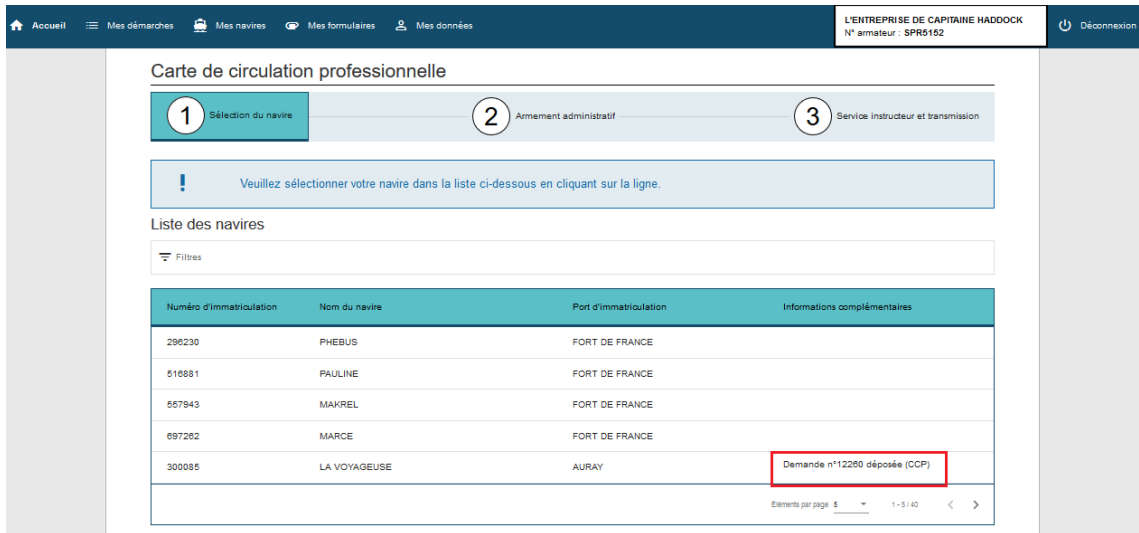 Accueil Mes démarches Mes navires Mes formulaires Mes données
L'ENTREPRISE DE CAPITAINE HADDOCK
N° armateur : SPR5152
Déconnexion
Carte de circulation professionnelle
1 Sélection du navire 2 Armement administratif 3 Service instructeur et transmission
! Veuillez sélectionner votre navire dans la liste ci-dessous en cliquant sur la ligne.
Liste des navires
Filtres
Numéro d'immatriculation Nom du navire Port d'immatriculation Informations complémentaires
296230 PHEBUS FORT DE FRANCE
516881 PAULINE FORT DE FRANCE
557943 MAKREL FORT DE FRANCE
697262 MARCE FORT DE FRANCE
300085 LA VOYAGEUSE AURAY Demande n°12260 déposée (CCP)
Éléments par page 5 1 - 5 / 40